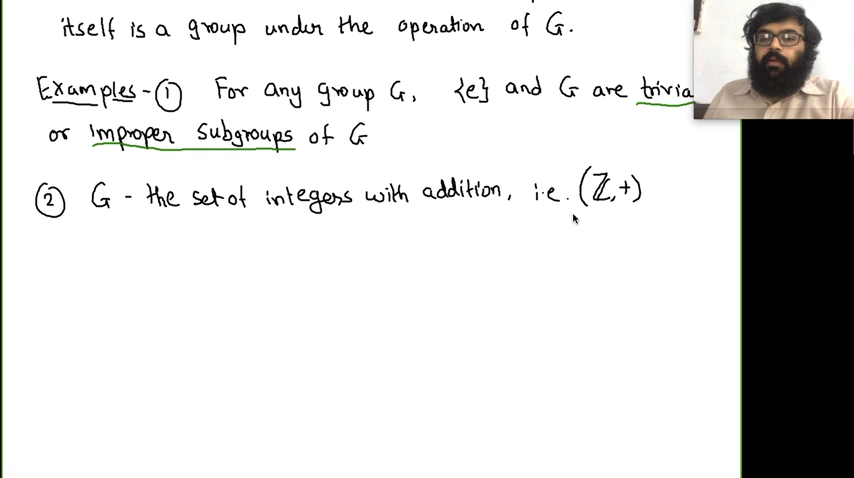 itself is a group under the operation of G.
Examples - ① For any group G, {e} and G are trivia
or improper subgroups of G
② G - the set of integers with addition, i.e. (ℤ, +)